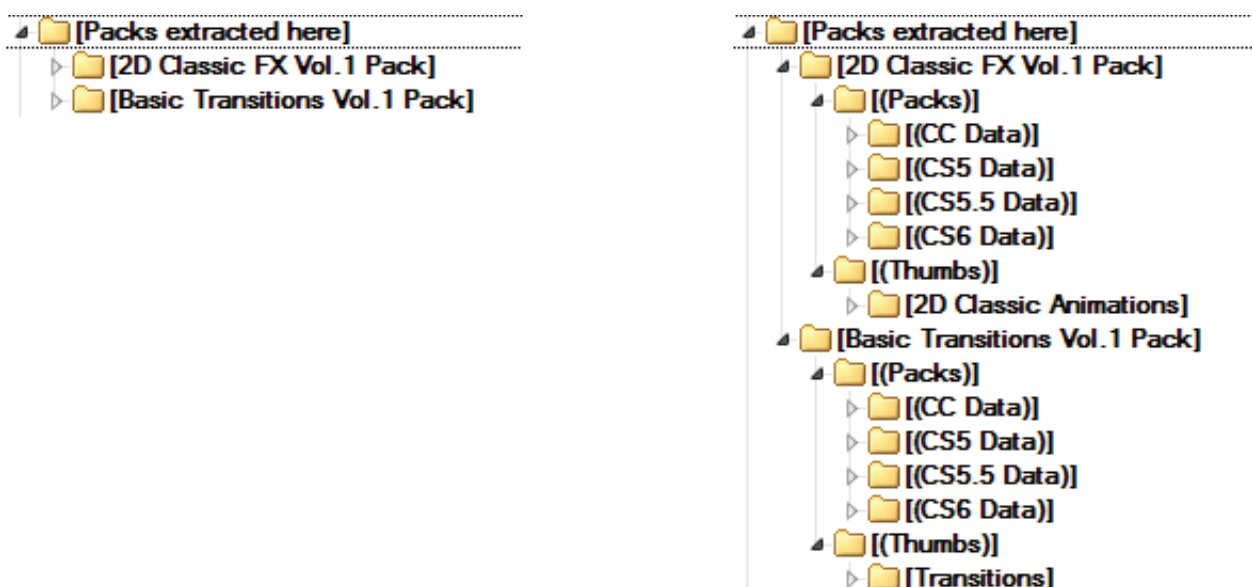 [Packs extracted here]
[2D Classic FX Vol.1 Pack]
[Basic Transitions Vol.1 Pack]
[Packs extracted here]
[2D Classic FX Vol.1 Pack]
[(Packs)]
[(CC Data)]
[(CS5 Data)]
[(CS5.5 Data)]
[(CS6 Data)]
[(Thumbs)]
[2D Classic Animations]
[Basic Transitions Vol.1 Pack]
[(Packs)]
[(CC Data)]
[(CS5 Data)]
[(CS5.5 Data)]
[(CS6 Data)]
[(Thumbs)]
[Transitions]